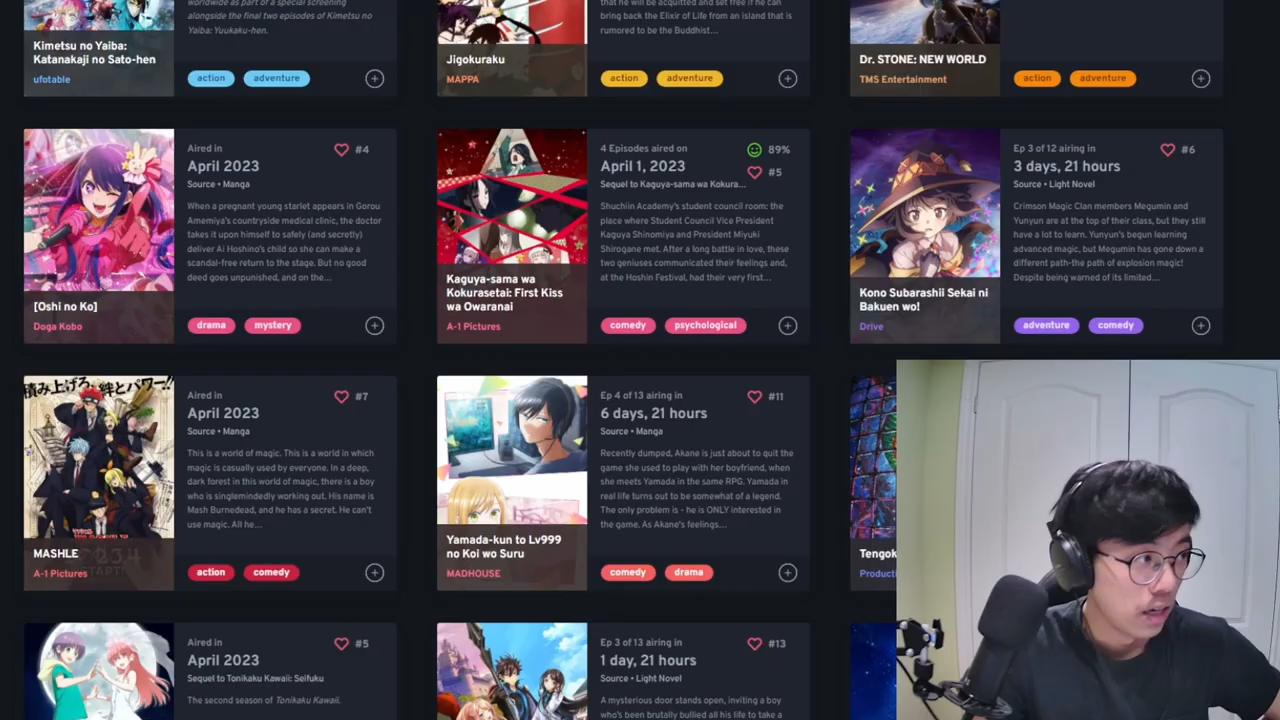 worldwide as part of a special screening
alongside the final two episodes of Kimetsu no
Yaiba: Yuukaku-hen.
Kimetsu no Yaiba:
Katanakaji no Sato-hen
ufotable
action
adventure
that he will be acquitted and set free if he can
bring back the Elixir of Life from an island that is
rumored to be the Buddhist...
Jigokuraku
MAPPA
action
adventure
Dr. STONE: NEW WORLD
TMS Entertainment
action
adventure
Aired in
#4
April 2023
Source • Manga
When a pregnant young starlet appears in Gorou
Amemiya's countryside medical clinic, the doctor
takes it upon himself to safely (and secretly)
deliver Ai Hoshino's child so she can make a
scandal-free return to the stage. But no good
deed goes unpunished, and on the...
[Oshi no Ko]
Doga Kobo
drama
mystery
4 Episodes aired on
89%
April 1, 2023
#5
Sequel to Kaguya-sama wa Kokura...
Shuchiin Academy's student council room: the
place where Student Council Vice President
Kaguya Shinomiya and President Miyuki
Shirogane met. After a long battle in love, these
two geniuses communicated their feelings and,
at the Hoshin Festival, had their very first...
Kaguya-sama wa
Kokurasetai: First Kiss
wa Owaranai
A-1 Pictures
comedy
psychological
Ep 3 of 12 airing in
#6
3 days, 21 hours
Source • Light Novel
Crimson Magic Clan members Megumin and
Yunyun are at the top of their class, but they still
have a lot to learn. Yunyun's begun learning
advanced magic, but Megumin has gone down a
different path-the path of explosion magic!
Despite being warned of its limited...
Kono Subarashii Sekai ni
Bakuen wo!
Drive
adventure
comedy
積み上げろ、絆とパワー!!
Aired in
#7
April 2023
Source • Manga
This is a world of magic. This is a world in which
magic is casually used by everyone. In a deep,
dark forest in this world of magic, there is a boy
who is singlemindedly working out. His name is
Mash Burnedead, and he has a secret. He can't
use magic. All he...
MASHLE
A-1 Pictures
action
comedy
Ep 4 of 13 airing in
#11
6 days, 21 hours
Source • Manga
Recently dumped, Akane is just about to quit the
game she used to play with her boyfriend, when
she meets Yamada in the same RPG. Yamada in
real life turns out to be somewhat of a legend.
The only problem is - he is ONLY interested in
the game. As Akane's feelings...
Yamada-kun to Lv999
no Koi wo Suru
MADHOUSE
comedy
drama
Tengok
Producti
Aired in
#5
April 2023
Sequel to Tonikaku Kawaii: Seifuku
The second season of Tonikaku Kawaii.
Ep 3 of 13 airing in
#13
1 day, 21 hours
Source • Light Novel
A mysterious door stands open, inviting a boy
who's been brutally bullied all his life to take a